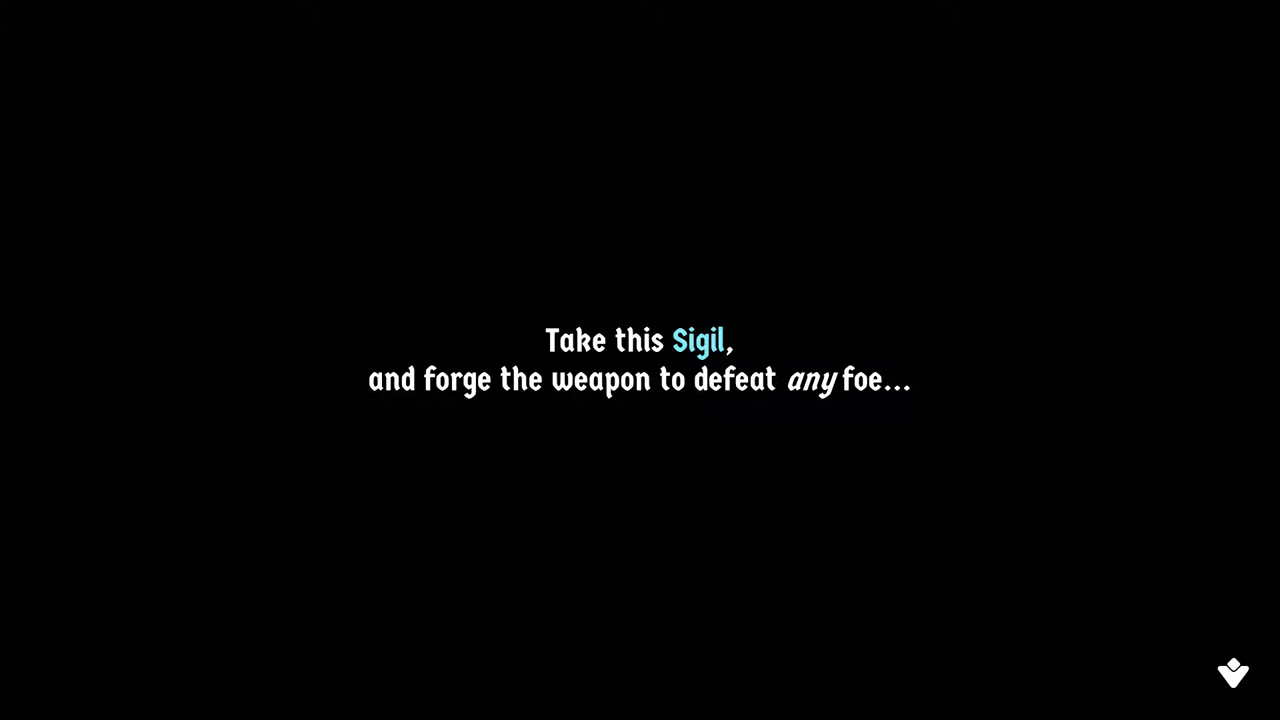 Take this Sigil,
and forge the weapon to defeat any foe...